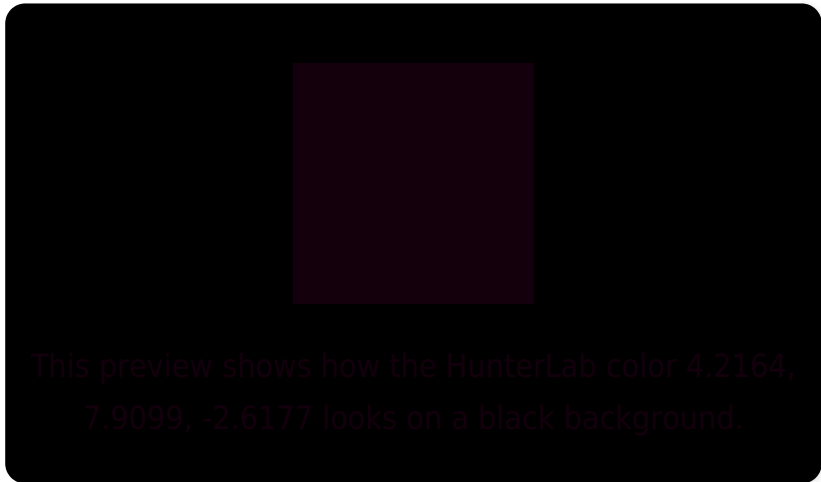 This preview shows how the HunterLab color 4.2164,
7.9099, -2.6177 looks on a black background.